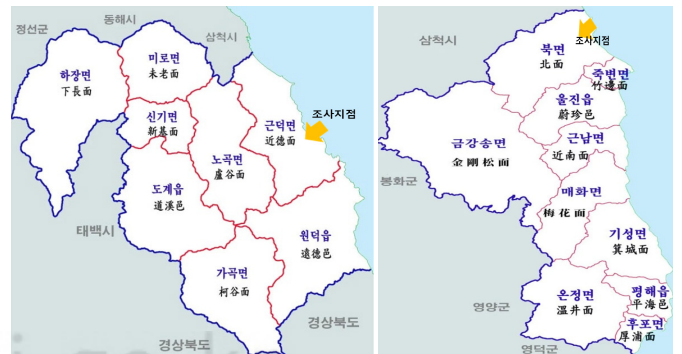 정선군
동해시
삼척시
하장면
下長面
미로면
未老面
신기면
新基面
근덕면
近德面
조사지점
노곡면
盧谷面
도계읍
道溪邑
태백시
원덕읍
遠德邑
가곡면
柯谷面
경상북도
경상북도
삼척시
북면
北面
조사지점
죽변면
竹邊面
울진읍
蔚珍邑
금강송면
金剛松面
근남면
近南面
봉화군
매화면
梅花面
기성면
箕城面
온정면
溫井面
평해읍
平海邑
영양군
후포면
厚浦面
영덕군